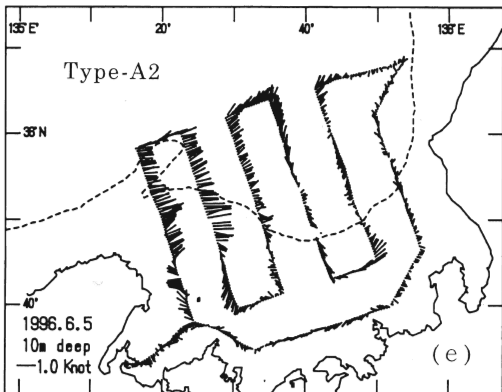 135°E 20' 40' 136°
Type-A2
36°N
40'
1996.6.5
10m deep
—1.0 Knot
(e)